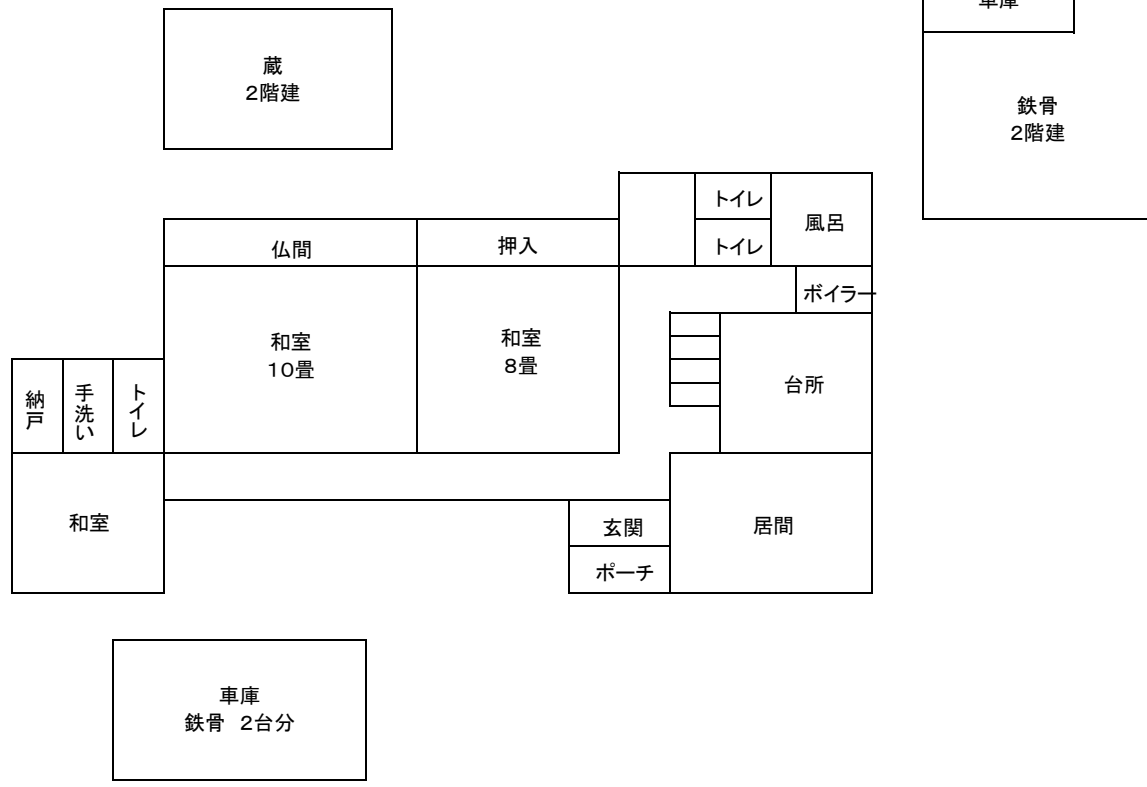 車庫
蔵
2階建
鉄骨
2階建
トイレ
風呂
トイレ
仏間
押入
ボイラー
和室
10畳
和室
8畳
台所
納戸
手洗い
トイレ
和室
玄関
居間
ポーチ
車庫
鉄骨　2台分